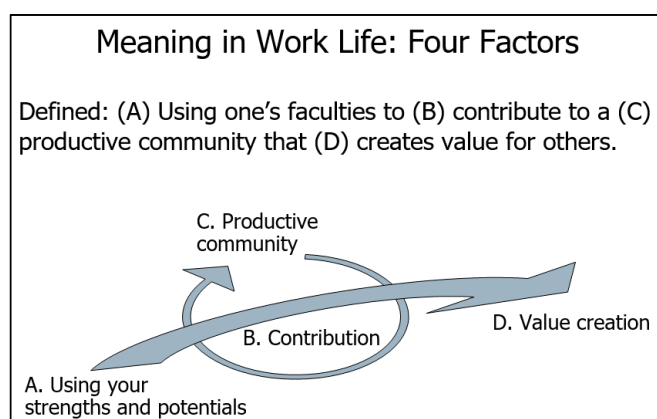 Meaning in Work Life: Four Factors
Defined: (A) Using one's faculties to (B) contribute to a (C)
productive community that (D) creates value for others.
C. Productive
community
B. Contribution
D. Value creation
A. Using your
strengths and potentials